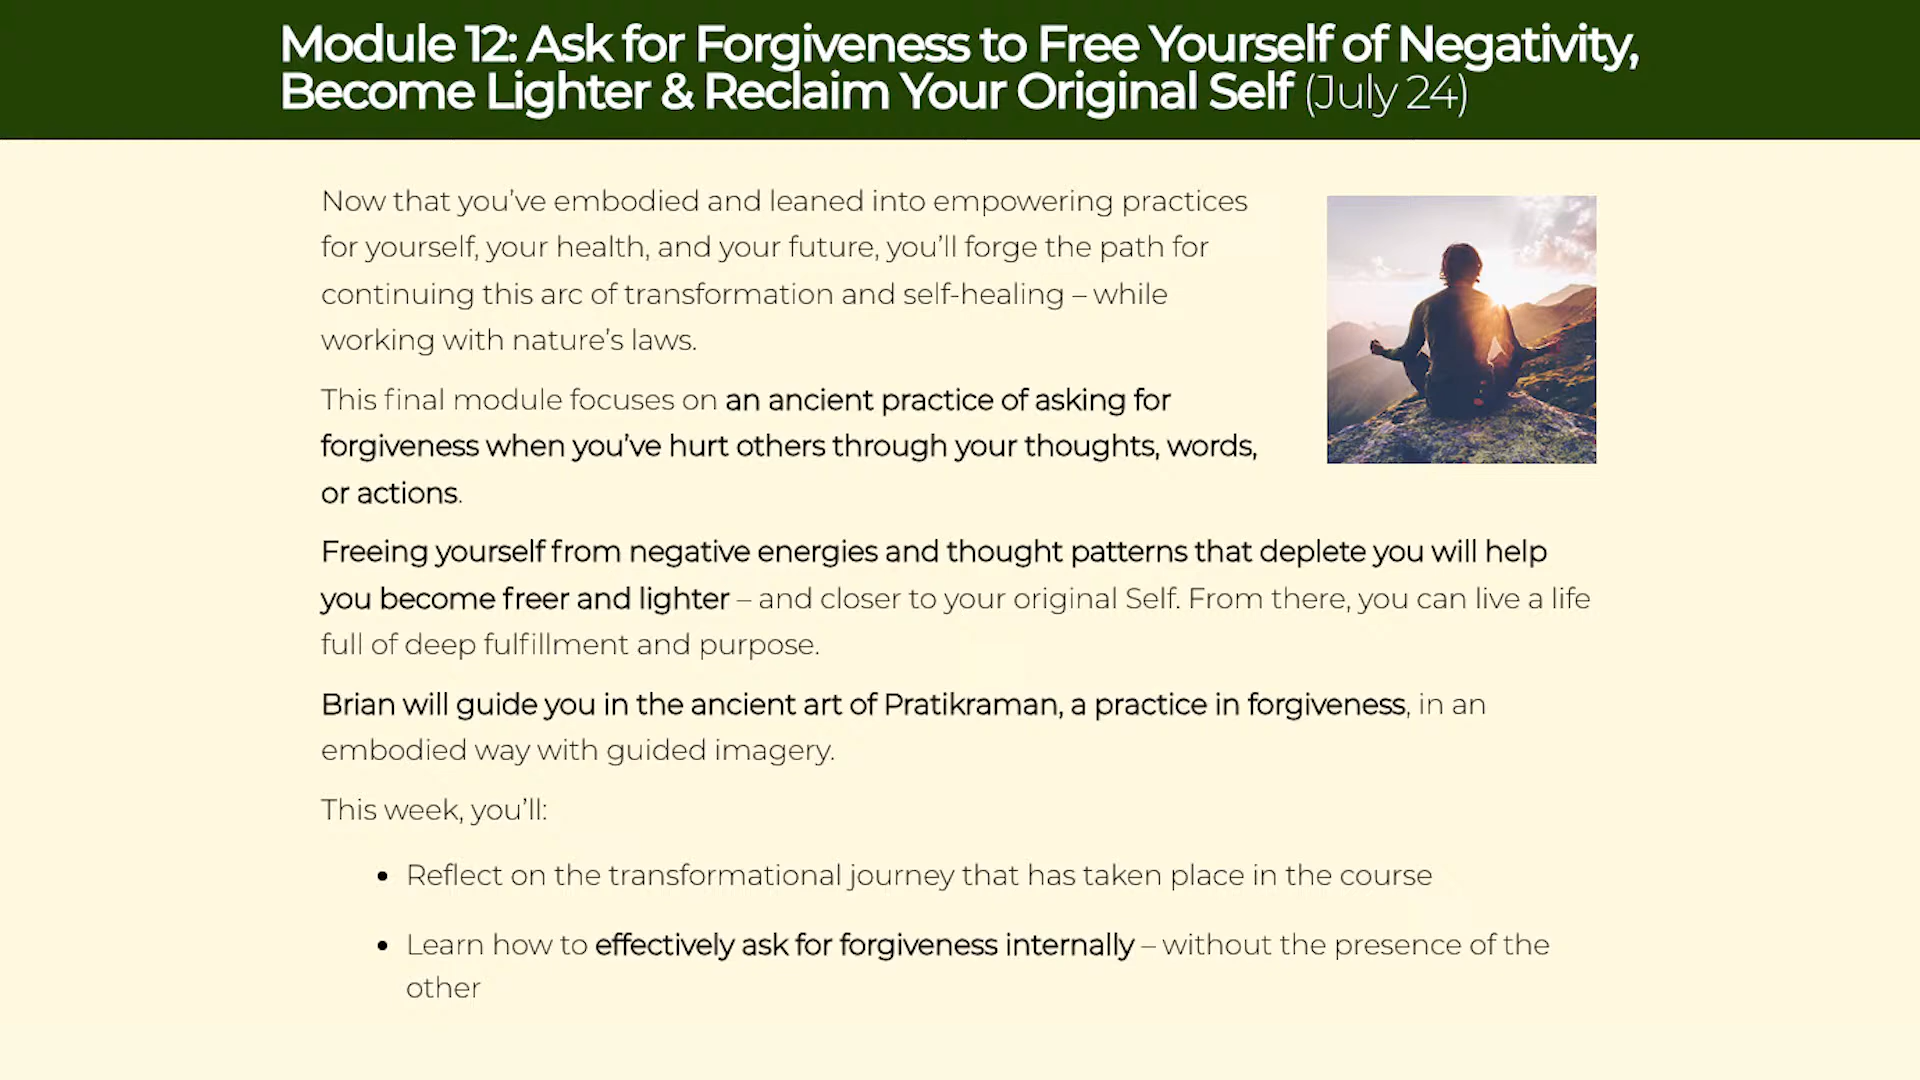 Module 12: Ask for Forgiveness to Free Yourself of Negativity,
Become Lighter & Reclaim Your Original Self (July 24)
Now that you’ve embodied and leaned into empowering practices
for yourself, your health, and your future, you’ll forge the path for
continuing this arc of transformation and self-healing – while
working with nature’s laws.
This final module focuses on an ancient practice of asking for
forgiveness when you’ve hurt others through your thoughts, words,
or actions.
Freeing yourself from negative energies and thought patterns that deplete you will help
you become freer and lighter – and closer to your original Self. From there, you can live a life
full of deep fulfillment and purpose.
Brian will guide you in the ancient art of Pratikraman, a practice in forgiveness, in an
embodied way with guided imagery.
This week, you’ll:
• Reflect on the transformational journey that has taken place in the course
• Learn how to effectively ask for forgiveness internally – without the presence of the
other